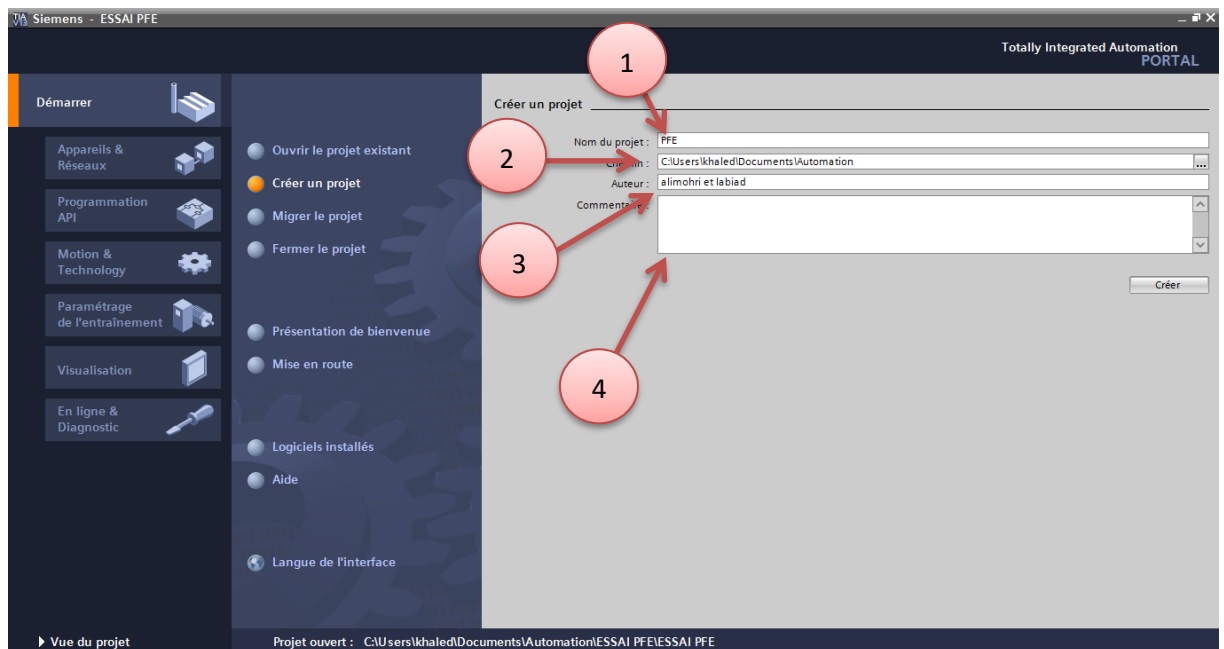 Siemens - ESSAI PFE
Totally Integrated Automation
PORTAL
Démarrer
Appareils &
Réseaux
Programmation
API
Motion &
Technology
Paramétrage
de l'entraînement
Visualisation
En ligne &
Diagnostic
Vue du projet
Ouvrir le projet existant
Créer un projet
Migrer le projet
Fermer le projet
Présentation de bienvenue
Mise en route
Logiciels installés
Aide
Langue de l'interface
Créer un projet
Nom du projet : PFE
C:\Users\khaled\Documents\Automation ...
Auteur : alimohri et labiad
Créer
1
2
3
4
Projet ouvert : C:\Users\khaled\Documents\Automation\ESSAI PFE\ESSAI PFE